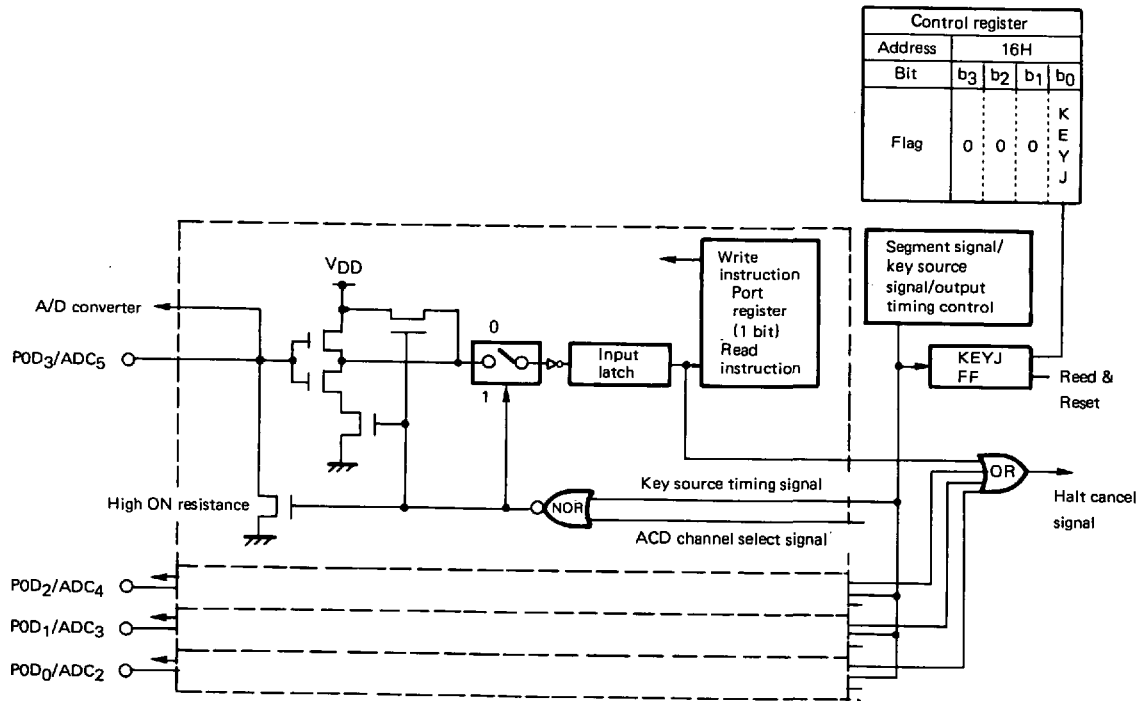 Control register
Address 16H
Bit b3 b2 b1 b0
Flag 0 0 0 K E Y J
Segment signal/
key source
signal/output
timing control
Write
instruction
Port
register
(1 bit)
Read
instruction
VDD
A/D converter
0
P0D3/ADC5
Input
latch
1
KEYJ
FF
Reed &
Reset
OR
Key source timing signal
Halt cancel
signal
High ON resistance
NOR
ACD channel select signal
P0D2/ADC4
P0D1/ADC3
P0D0/ADC2